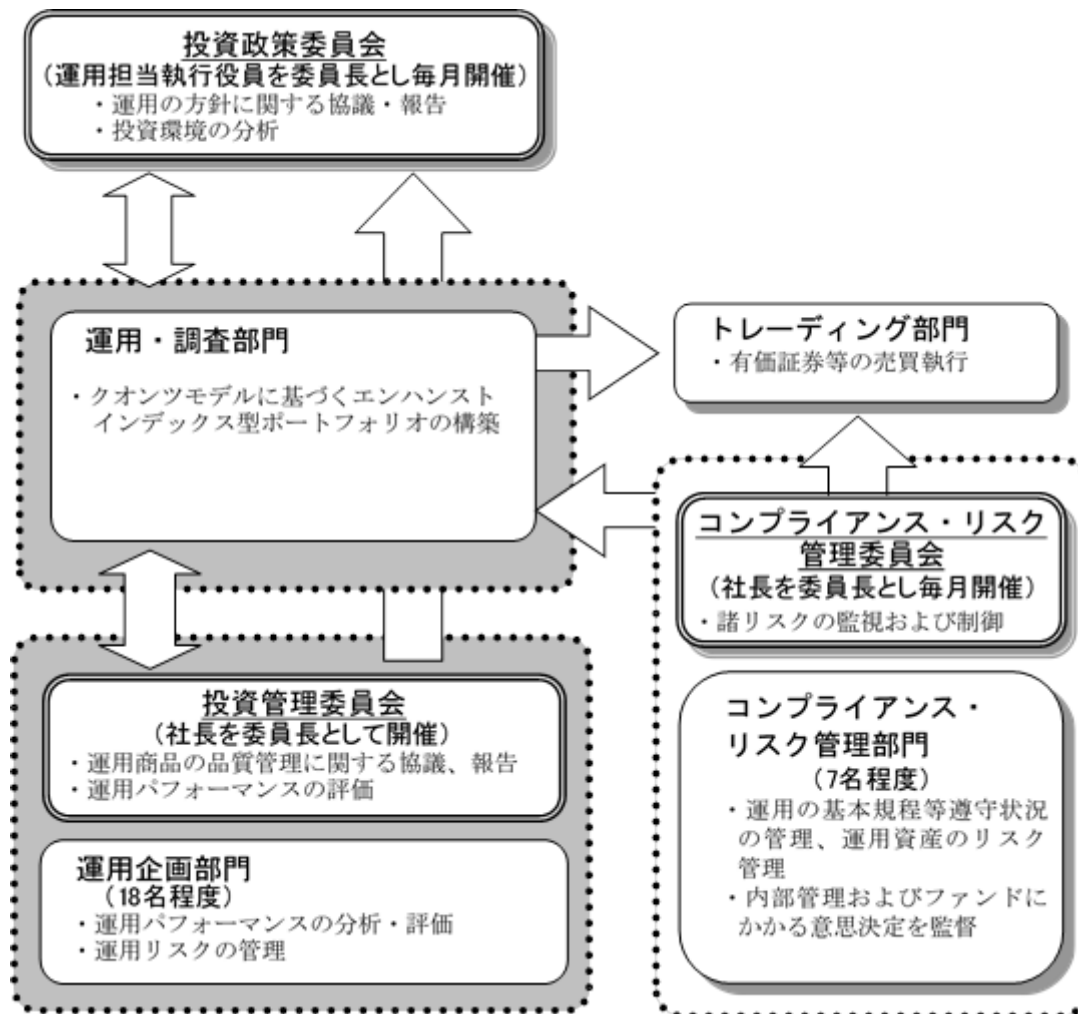 投資政策委員会
（運用担当執行役員を委員長とし毎月開催）
・運用の方針に関する協議・報告
・投資環境の分析
運用・調査部門
・クオンツモデルに基づくエンハンスト
インデックス型ポートフォリオの構築
トレーディング部門
・有価証券等の売買執行
コンプライアンス・リスク
管理委員会
（社長を委員長とし毎月開催）
・諸リスクの監視および制御
投資管理委員会
（社長を委員長として開催）
・運用商品の品質管理に関する協議、報告
・運用パフォーマンスの評価
運用企画部門
（18名程度）
・運用パフォーマンスの分析・評価
・運用リスクの管理
コンプライアンス・
リスク管理部門
（7名程度）
・運用の基本規程等遵守状況
の管理、運用資産のリスク
管理
・内部管理およびファンドに
かかる意思決定を監督